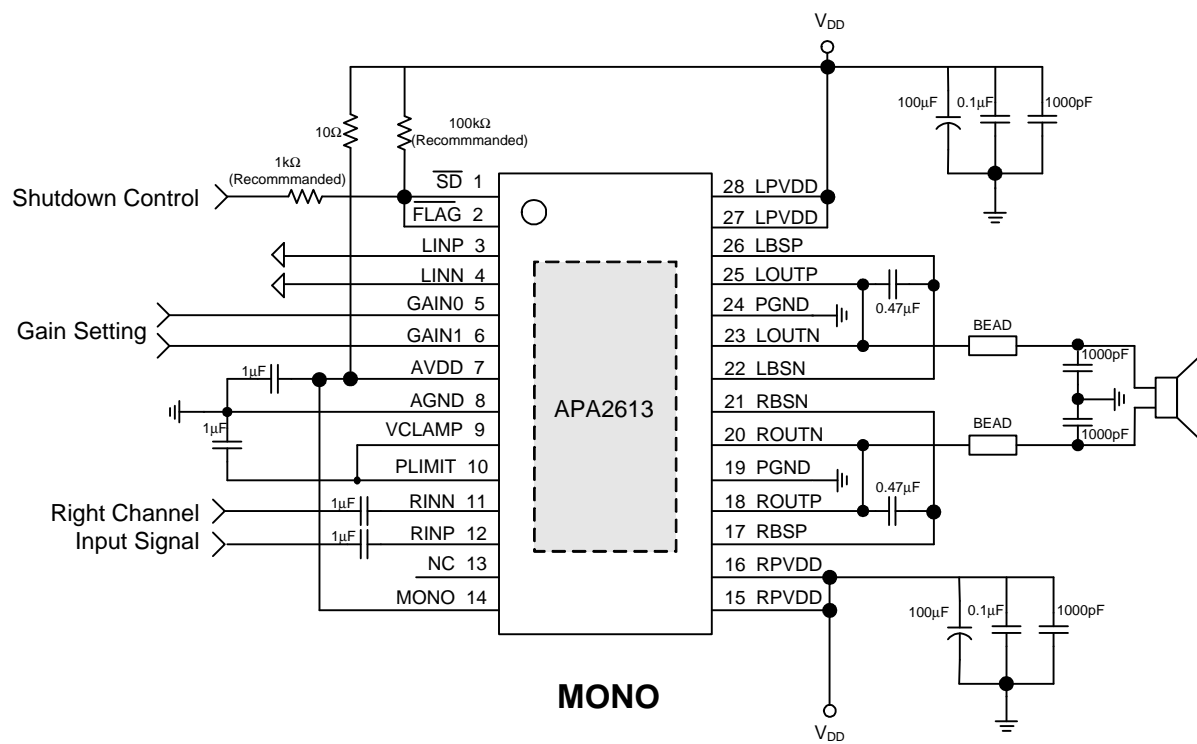 V_DD
100μF
0.1μF
1000pF
10Ω
100kΩ
(Recommmanded)
1kΩ
(Recommmanded)
Shutdown Control
SD 1
FLAG 2
LINP 3
LINN 4
GAIN0 5
Gain Setting
GAIN1 6
1μF
AVDD 7
AGND 8
1μF
VCLAMP 9
PLIMIT 10
1μF
RINN 11
Right Channel
Input Signal
1μF
RINP 12
NC 13
MONO 14
APA2613
28 LPVDD
27 LPVDD
26 LBSP
25 LOUTP
24 PGND
0.47μF
23 LOUTN
BEAD
22 LBSN
1000pF
21 RBSN
20 ROUTN
BEAD
1000pF
19 PGND
0.47μF
18 ROUTP
17 RBSP
16 RPVDD
15 RPVDD
100μF
0.1μF
1000pF
MONO
V_DD